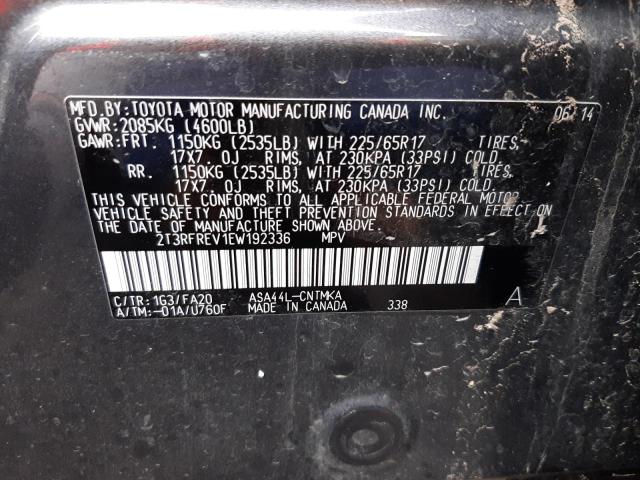 MFD.BY:TOYOTA MOTOR MANUFACTURING CANADA INC. 06/14
GVWR:2085KG (4600LB)
GAWR:FRT. 1150KG (2535LB) WITH 225/65R17 TIRES,
17X7.0J RIMS, AT 230KPA (33PSI) COLD.
RR. 1150KG (2535LB) WITH 225/65R17 TIRES,
17X7.0J RIMS, AT 230KPA (33PSI) COLD.
THIS VEHICLE CONFORMS TO ALL APPLICABLE FEDERAL MOTOR
VEHICLE SAFETY AND THEFT PREVENTION STANDARDS IN EFFECT ON
THE DATE OF MANUFACTURE SHOWN ABOVE.
2T3RFREV1EW192336 MPV
C/TR: 1G3/FA20 ASA44L-CNTMKA A
A/TM:-01A/U760F MADE IN CANADA 338